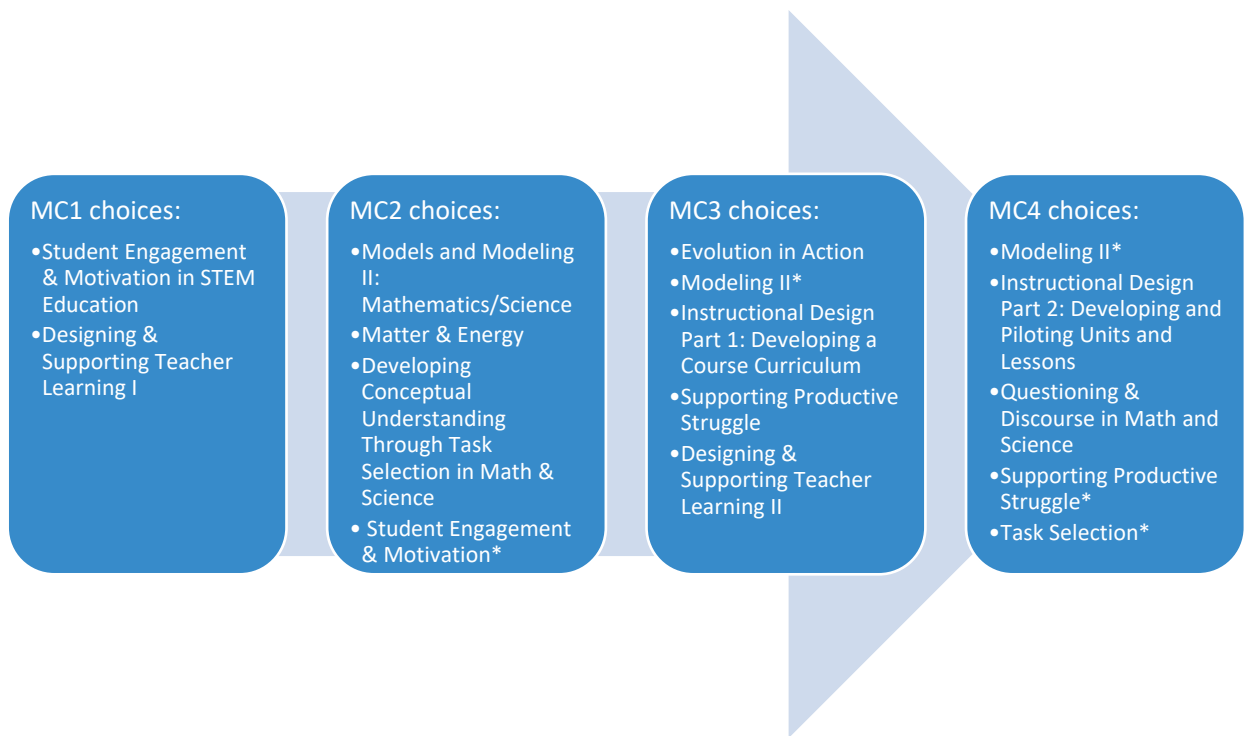 MC1 choices:
•Student Engagement
& Motivation in STEM
Education
•Designing &
Supporting Teacher
Learning I
MC2 choices:
•Models and Modeling
II:
Mathematics/Science
•Matter & Energy
•Developing
Conceptual
Understanding
Through Task
Selection in Math &
Science
• Student Engagement
& Motivation*
MC3 choices:
•Evolution in Action
•Modeling II*
•Instructional Design
Part 1: Developing a
Course Curriculum
•Supporting Productive
Struggle
•Designing &
Supporting Teacher
Learning II
MC4 choices:
•Modeling II*
•Instructional Design
Part 2: Developing and
Piloting Units and
Lessons
•Questioning &
Discourse in Math and
Science
•Supporting Productive
Struggle*
•Task Selection*